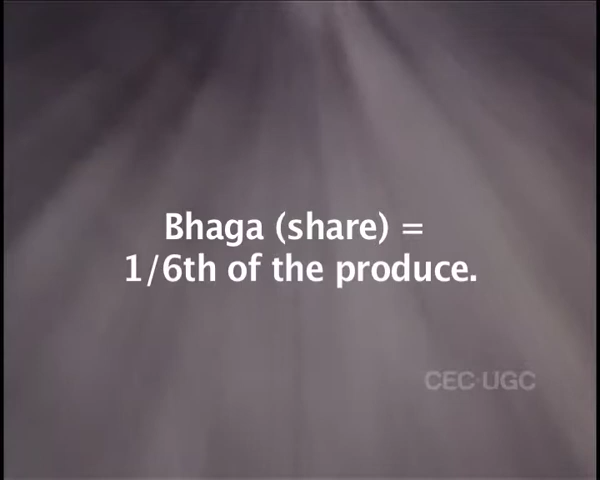 Bhaga (share) =
1/6th of the produce.
CEC-UGC